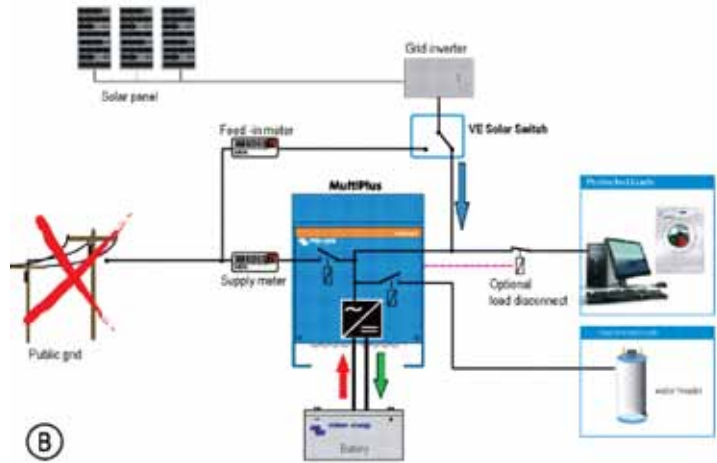 Solar panel
Grid inverter
Feed-in meter
VE Solar Switch
MultiPlus
Protected loads
Supply meter
Optional
load disconnect
Public grid
water heater
Battery
B